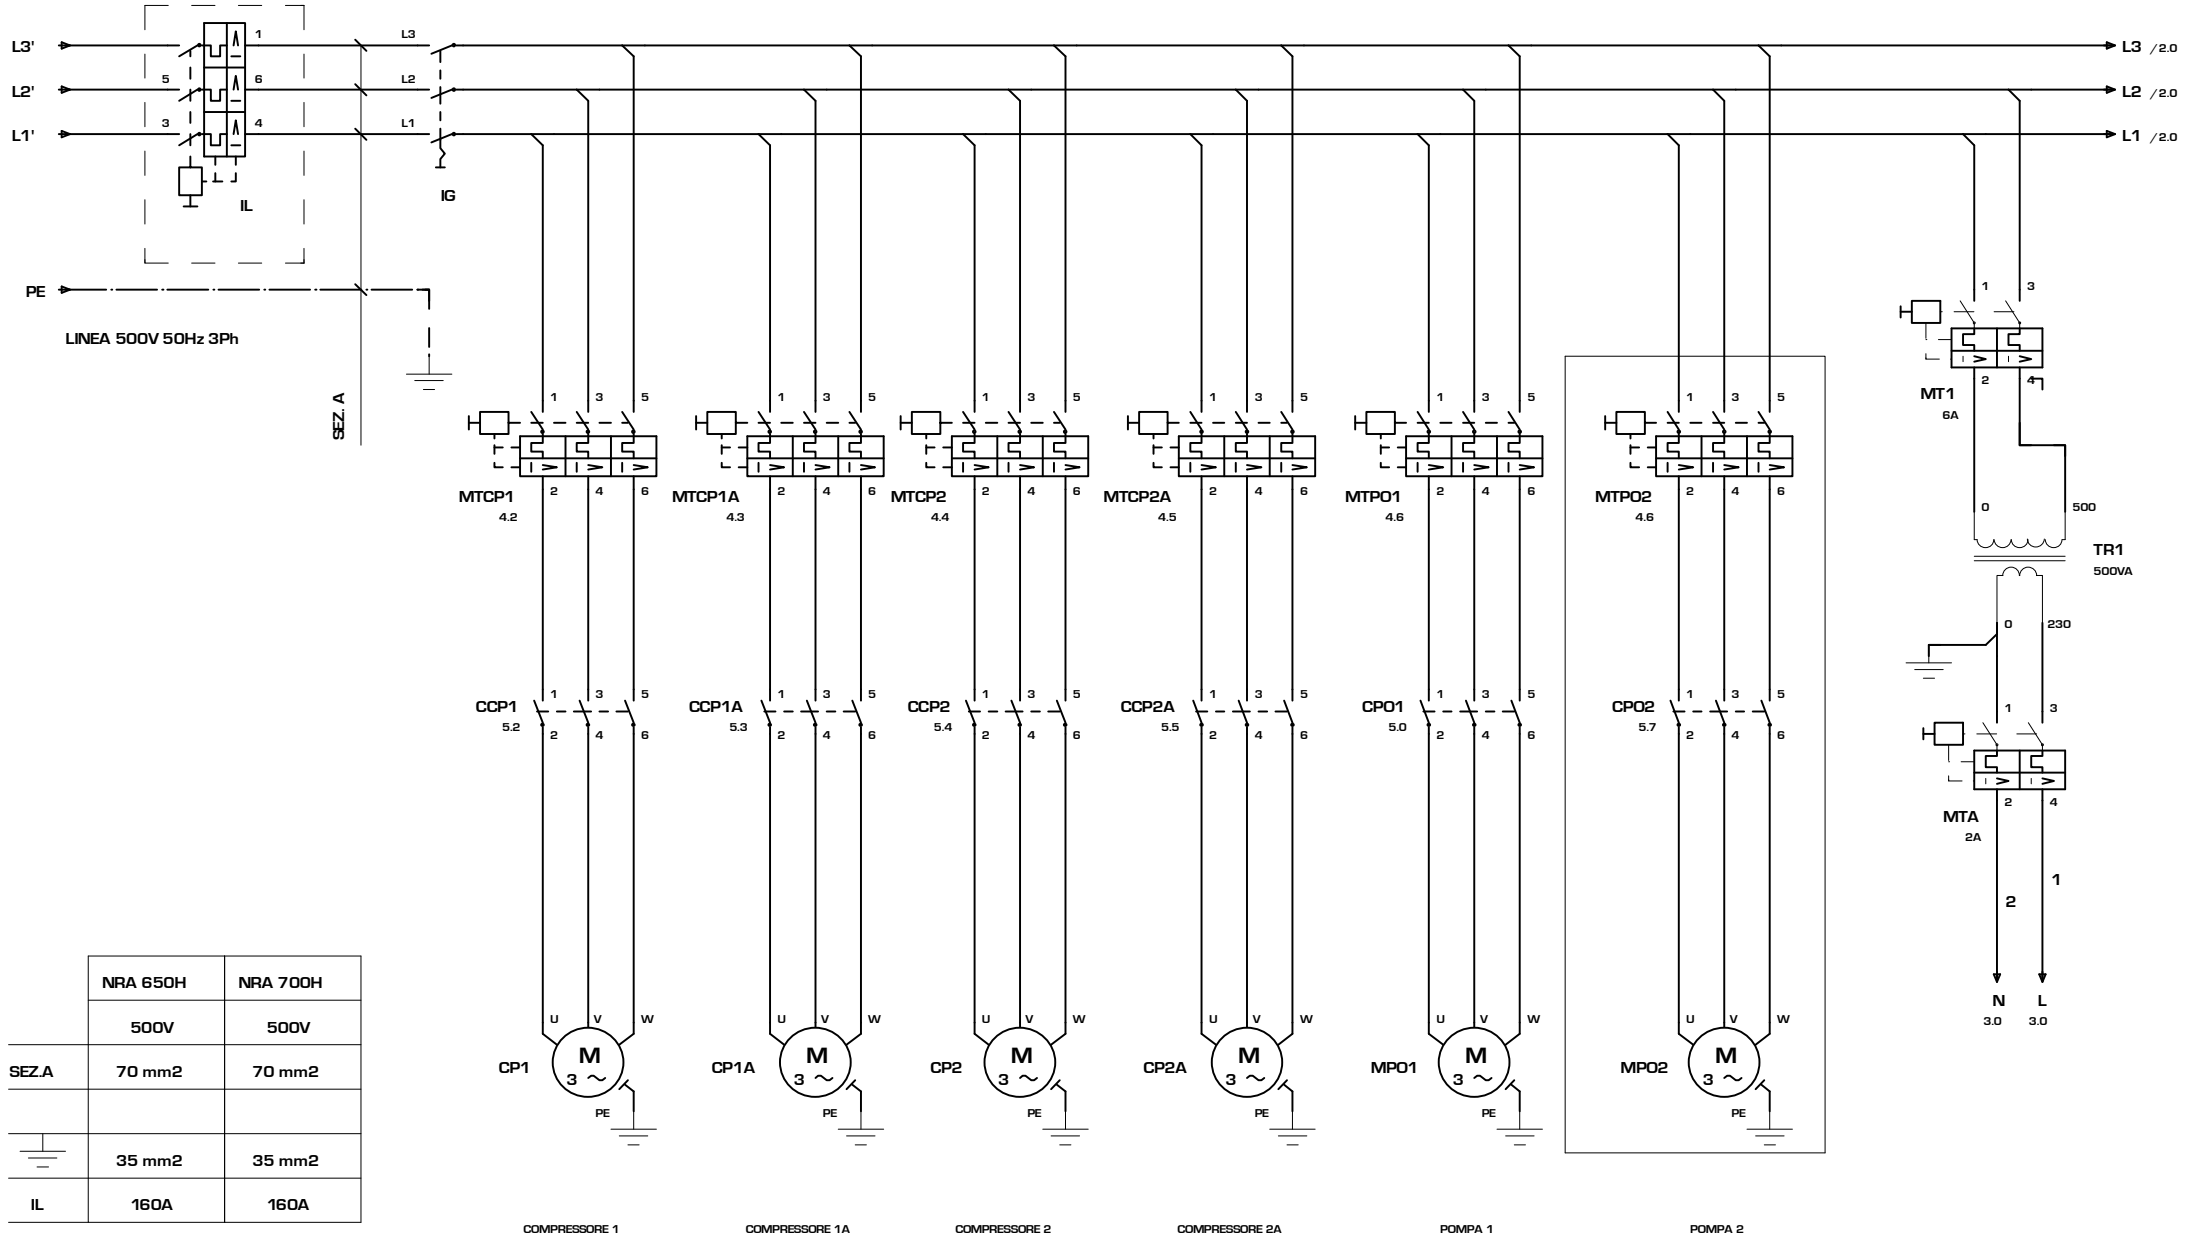 L3' 1 L3 L3 /2.0
L2' 5 6 L2 L2 /2.0
L1' 3 4 L1 L1 /2.0
IL IG
PE
LINEA 500V 50Hz 3Ph
SEZ. A
1 3
MT1 2 4
6A
1 3 5 1 3 5 1 3 5 1 3 5 1 3 5 1 3 5
MTCP1 2 4 6 MTCP1A 2 4 6 MTCP2 2 4 6 MTCP2A 2 4 6 MTPO1 2 4 6 MTPO2 2 4 6
4.2 4.3 4.4 4.5 4.6 4.6
0 500
TR1
500VA
0 230
1 3 5 1 3 5 1 3 5 1 3 5 1 3 5 1 3 5
CCP1 CCP1A CCP2 CCP2A CPO1 CPO2
5.2 5.3 5.4 5.5 5.0 5.7
2 4 6 2 4 6 2 4 6 2 4 6 2 4 6 2 4 6
1 3
2 4
MTA
2A
1
2
N L
3.0 3.0
U V W U V W U V W U V W U V W U V W
M M M M M M
CP1 3 ~ CP1A 3 ~ CP2 3 ~ CP2A 3 ~ MPO1 3 ~ MPO2 3 ~
PE PE PE PE PE PE
NRA 650H NRA 700H
500V 500V
SEZ.A 70 mm2 70 mm2
35 mm2 35 mm2
IL 160A 160A
COMPRESSORE 1 COMPRESSORE 1A COMPRESSORE 2 COMPRESSORE 2A POMPA 1 POMPA 2